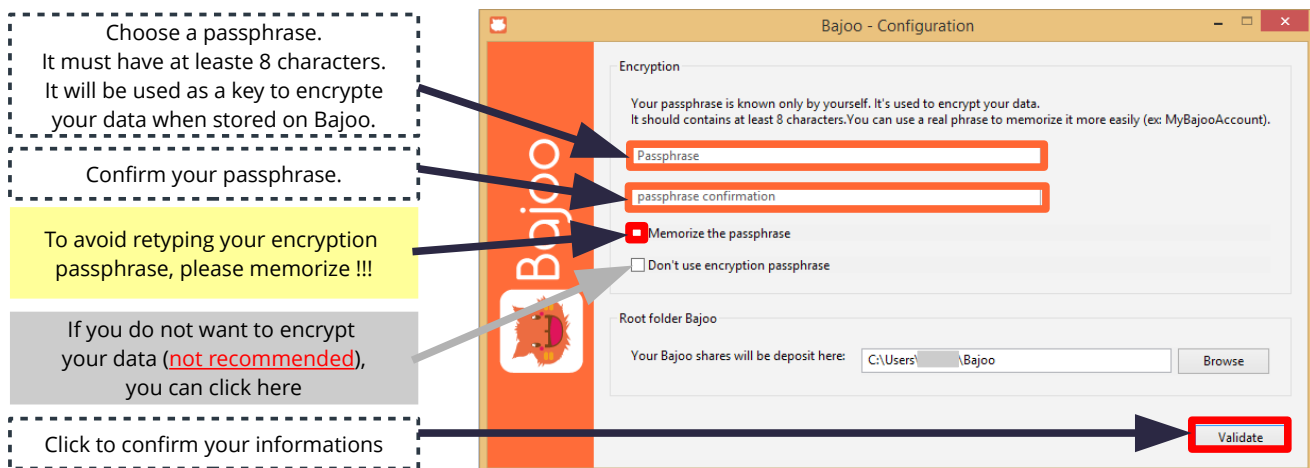 Choose a passphrase.
It must have at leaste 8 characters.
It will be used as a key to encrypte
your data when stored on Bajoo.
Confirm your passphrase.
To avoid retyping your encryption
passphrase, please memorize !!!
If you do not want to encrypt
your data (not recommended),
you can click here
Click to confirm your informations
Bajoo - Configuration
Bajoo
Encryption
Your passphrase is known only by yourself. It's used to encrypt your data.
It should contains at least 8 characters.You can use a real phrase to memorize it more easily (ex: MyBajooAccount).
Passphrase
passphrase confirmation
Memorize the passphrase
Don't use encryption passphrase
Root folder Bajoo
Your Bajoo shares will be deposit here: C:\Users\ \Bajoo Browse
Validate